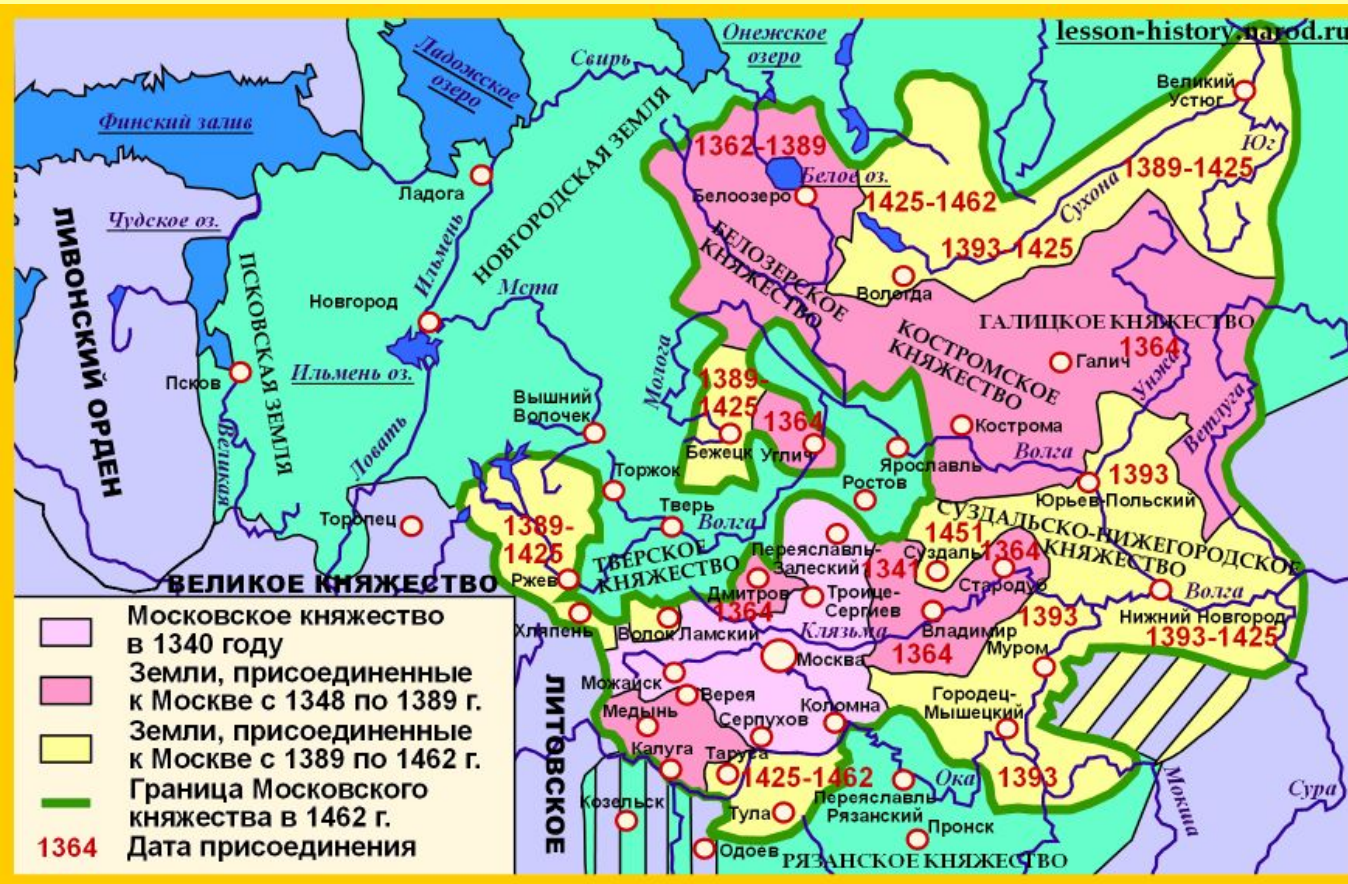 lesson-history.narod.ru
Онежское
озеро
Ладожское
озеро
Свирь
Великий
Устюг
Финский залив
Юг
1362-1389
Белое оз.
1389-1425
Ладога
Белоозеро
1425-1462
Сухона
НОВГОРОДСКАЯ ЗЕМЛЯ
Чудское оз.
ЛИВОНСКИЙ ОРДЕН
ПСКОВСКАЯ ЗЕМЛЯ
Ильмень
БЕЛОЗЕРСКОЕ
КНЯЖЕСТВО
1393-1425
Вологда
Новгород
Мста
КОСТРОМСКОЕ
КНЯЖЕСТВО
ГАЛИЦКОЕ КНЯЖЕСТВО
1364
Галич
Унжа
Ветлуга
Псков
Ильмень оз.
Молога
1389-
1425
Бежецк
1364
Углич
Вышний
Волочек
Великая
Ловать
Кострома
Ярославль
Волга
1393
Юрьев-Польский
Торжок
Ростов
Торопец
1389-
1425
Ржев
Тверь
Волга
ТВЕРСКОЕ
КНЯЖЕСТВО
Переяславль-
Залеский
1341
1451
Суздаль
1364
Стародуб
СУЗДАЛЬСКО-НИЖЕГОРОДСКОЕ
КНЯЖЕСТВО
Волга
ВЕЛИКОЕ КНЯЖЕСТВО
ЛИТОВСКОЕ
Дмитров
1364
Троице-
Сергиев
Хлепень
Волок Ламский
Клязьма
Владимир
1364
1393
Муром
Нижний Новгород
1393-1425
Москва
Можайск
Верея
Медынь
Серпухов
Коломна
Городец-
Мышецкий
Калуга
Таруса
1425-1462
Ока
1393
Мокша
Сура
Козельск
Тула
Переяславль
Рязанский
Одоев
Пронск
РЯЗАНСКОЕ КНЯЖЕСТВО
Московское княжество
в 1340 году
Земли, присоединенные
к Москве с 1348 по 1389 г.
Земли, присоединенные
к Москве с 1389 по 1462 г.
Граница Московского
княжества в 1462 г.
1364 Дата присоединения